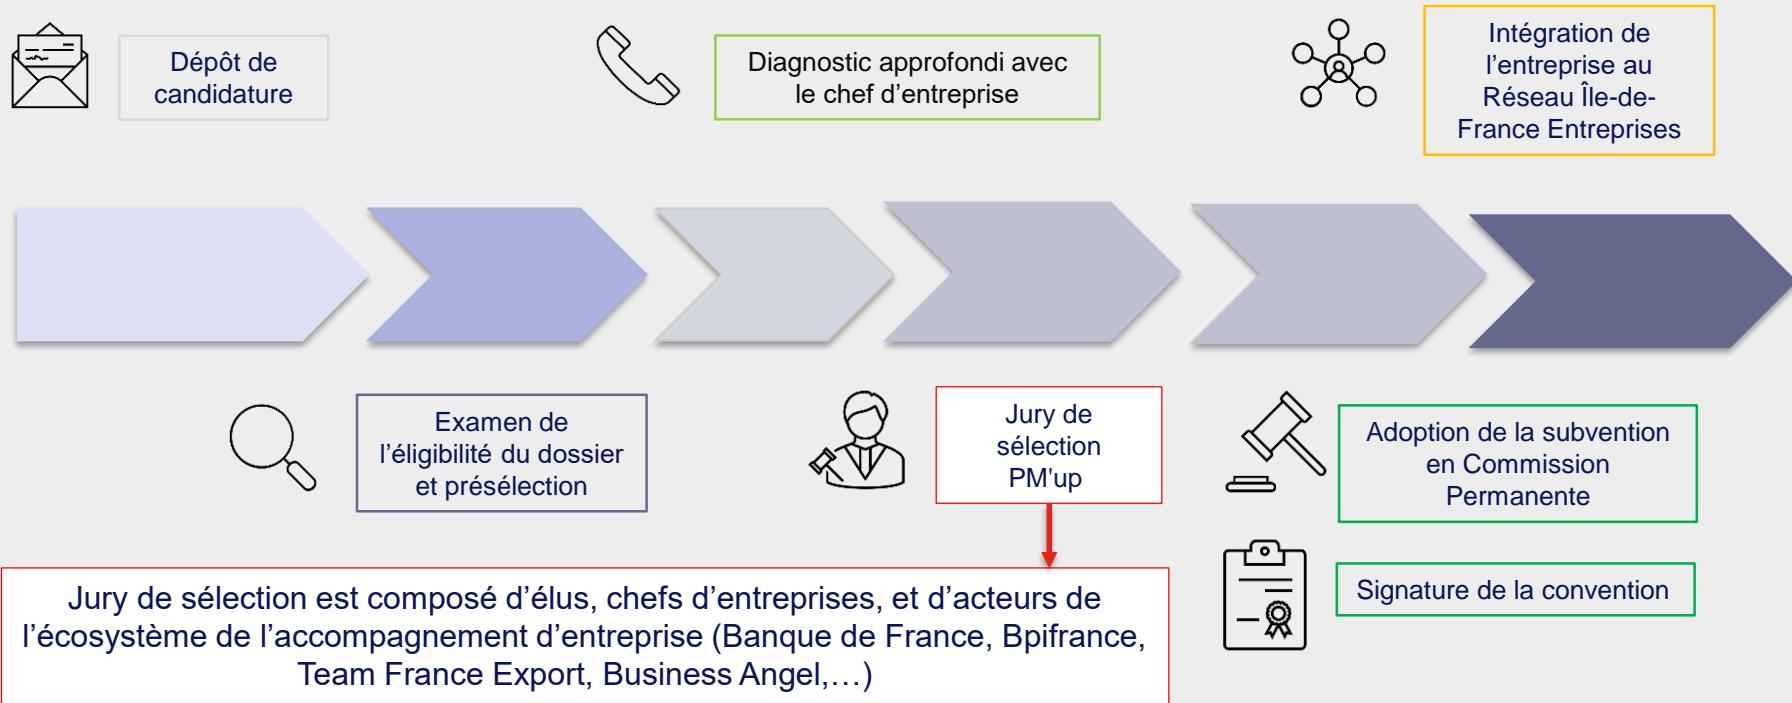 Dépôt de
candidature
Diagnostic approfondi avec
le chef d’entreprise
Intégration de
l’entreprise au
Réseau Île-de-
France Entreprises
Examen de
l’éligibilité du dossier
et présélection
Jury de
sélection
PM'up
Adoption de la subvention
en Commission
Permanente
Signature de la convention
Jury de sélection est composé d’élus, chefs d’entreprises, et d’acteurs de
l’écosystème de l’accompagnement d’entreprise (Banque de France, Bpifrance,
Team France Export, Business Angel,…)